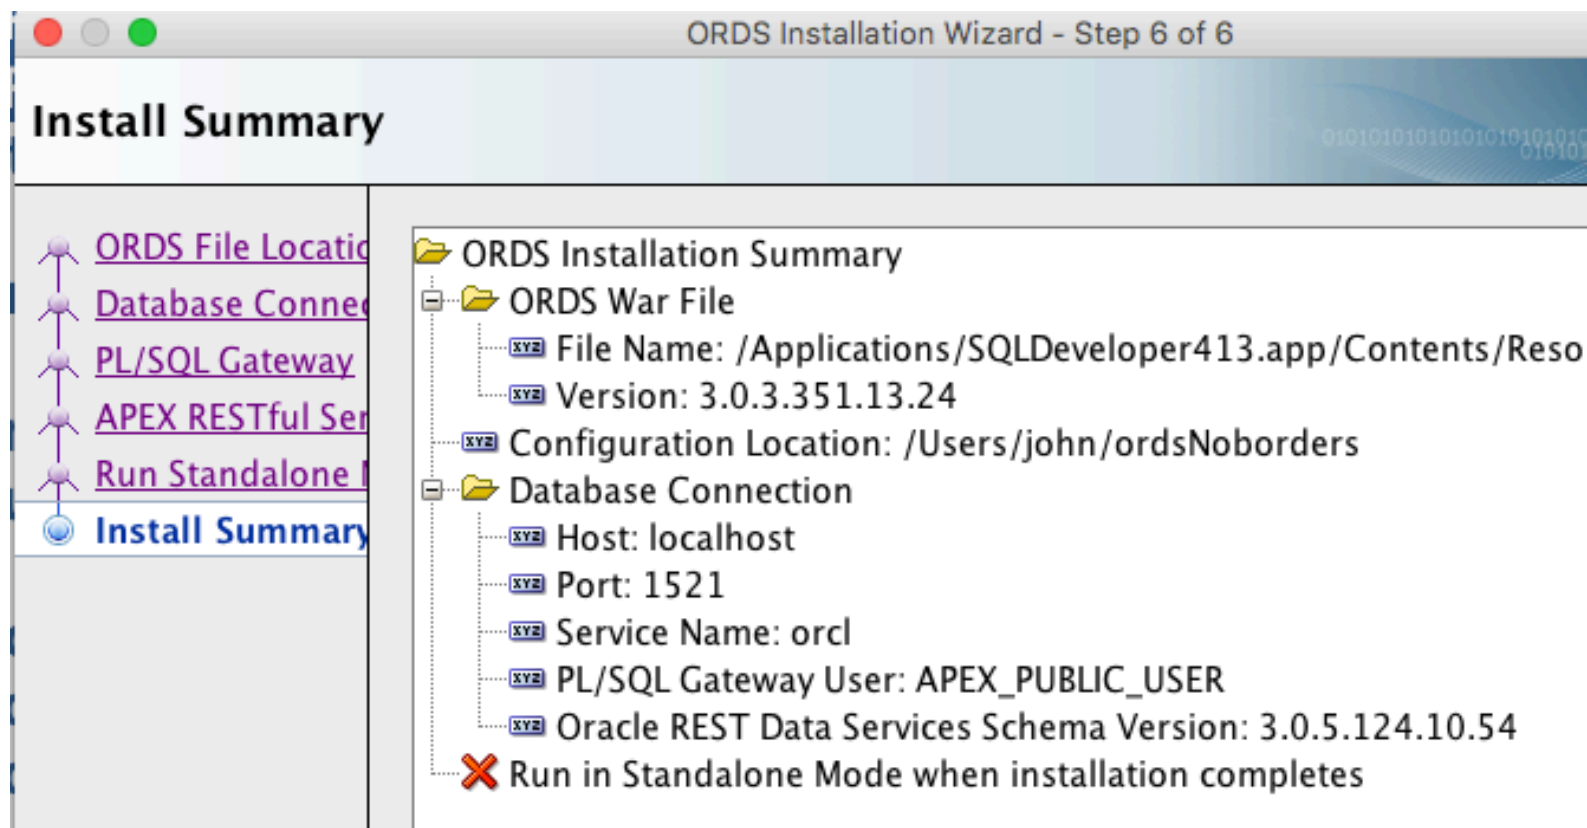 ORDS Installation Wizard - Step 6 of 6
Install Summary
ORDS File
Database
PL/SQL Gateway
APEX RESTful
Run Standalone
Install Summary
ORDS Installation Summary
ORDS War File
File Name: /Applications/SQLDeveloper413.app/Contents/Reso
Version: 3.0.3.351.13.24
Configuration Location: /Users/john/ordsNoborders
Database Connection
Host: localhost
Port: 1521
Service Name: orcl
PL/SQL Gateway User: APEX_PUBLIC_USER
Oracle REST Data Services Schema Version: 3.0.5.124.10.54
Run in Standalone Mode when installation completes